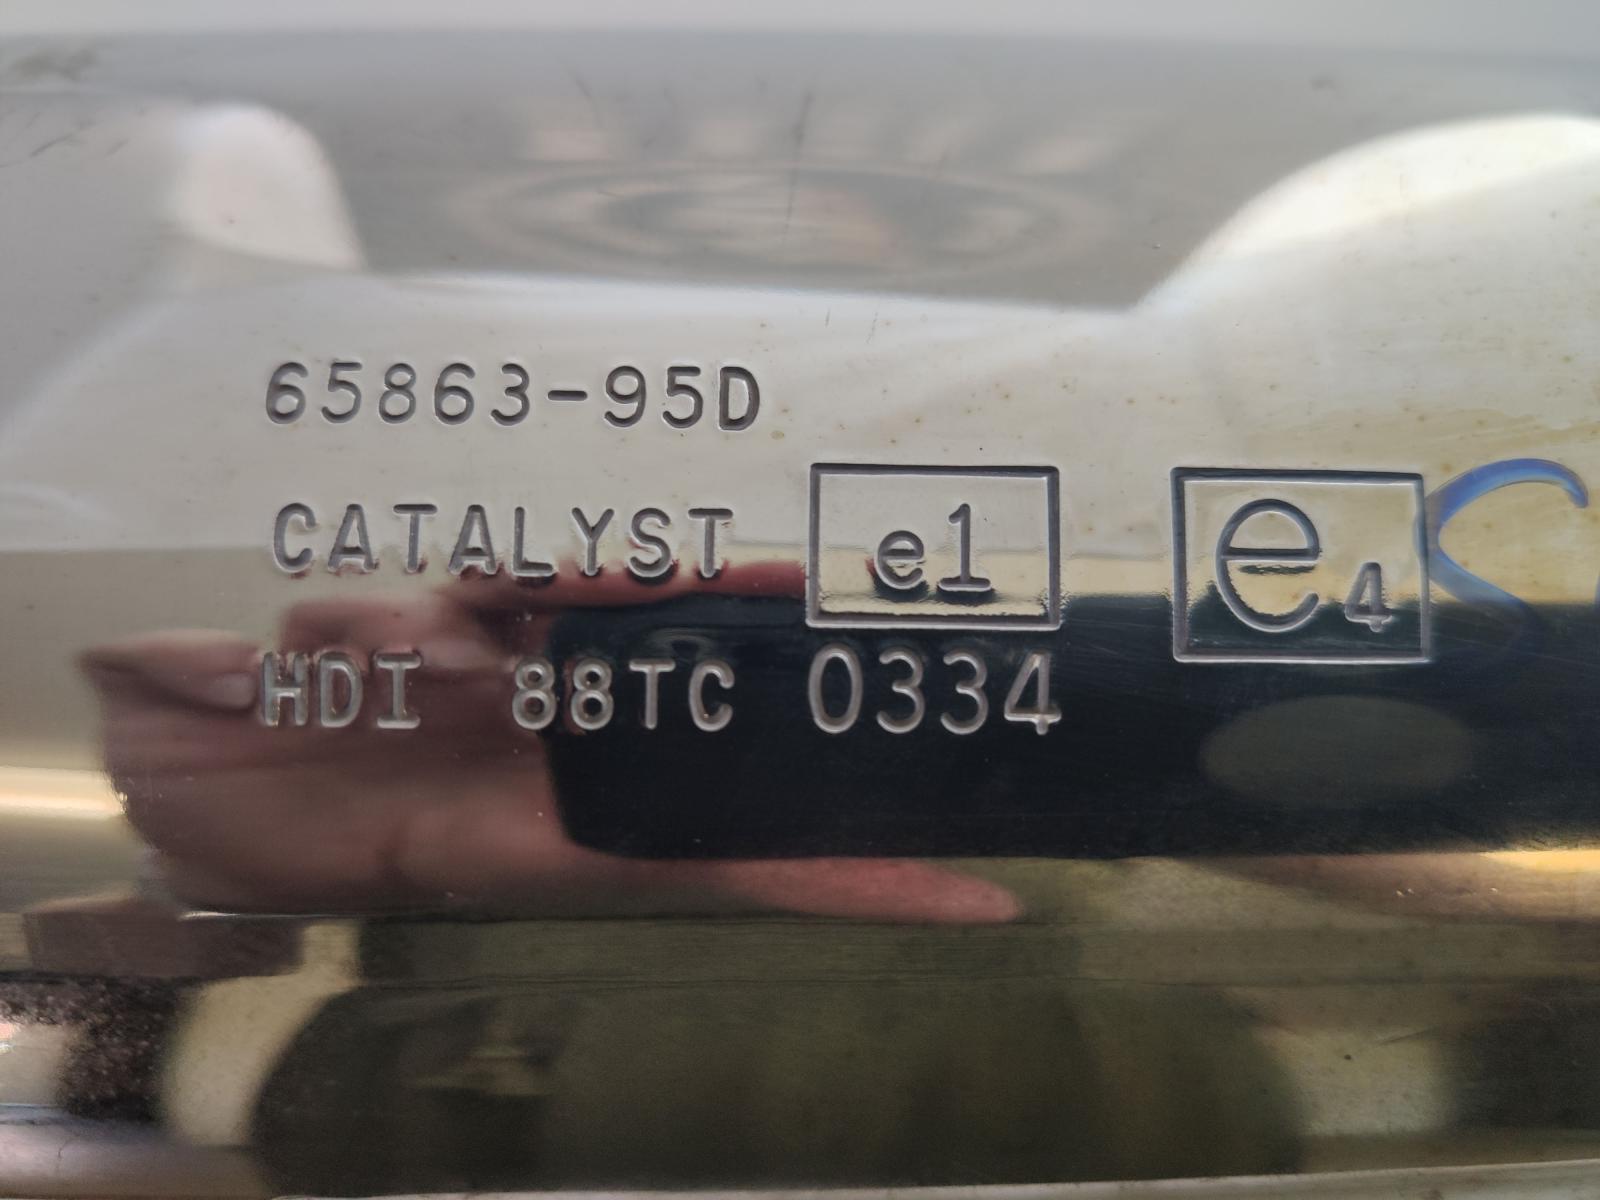 65863-95D
CATALYST e1 e4
HDI 88TC 0334